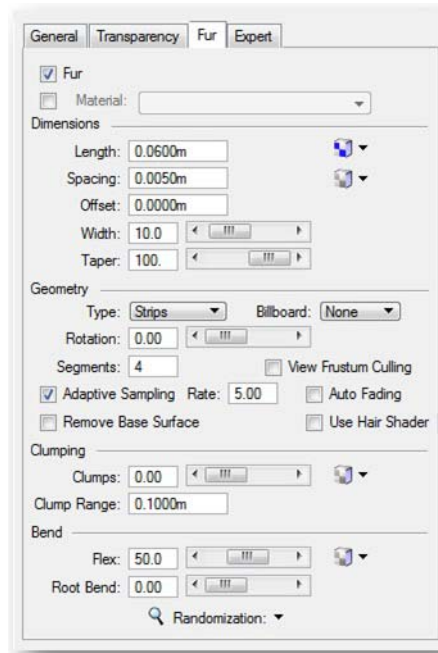 General Transparency Fur Expert
Fur
Material:
Dimensions
Length: 0.0600m
Spacing: 0.0050m
Offset: 0.0000m
Width: 10.0
Taper: 100.
Geometry
Type: Strips Billboard: None
Rotation: 0.00
Segments: 4 View Frustum Culling
Adaptive Sampling Rate: 5.00 Auto Fading
Remove Base Surface Use Hair Shader
Clumping
Clumps: 0.00
Clump Range: 0.1000m
Bend
Flex: 50.0
Root Bend: 0.00
Randomization: